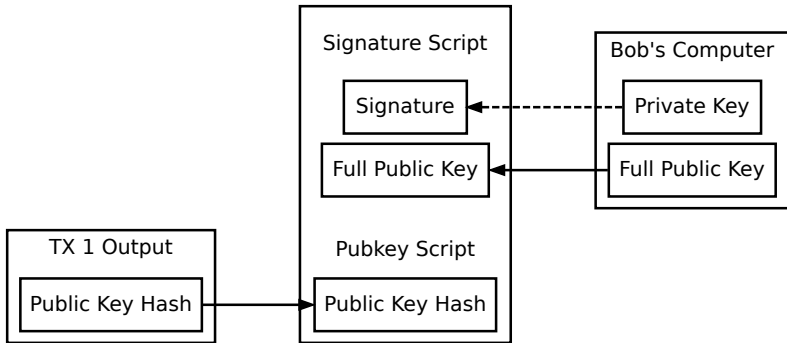 Signature Script
Signature
Full Public Key
Pubkey Script
Public Key Hash
Bob's Computer
Private Key
Full Public Key
TX 1 Output
Public Key Hash